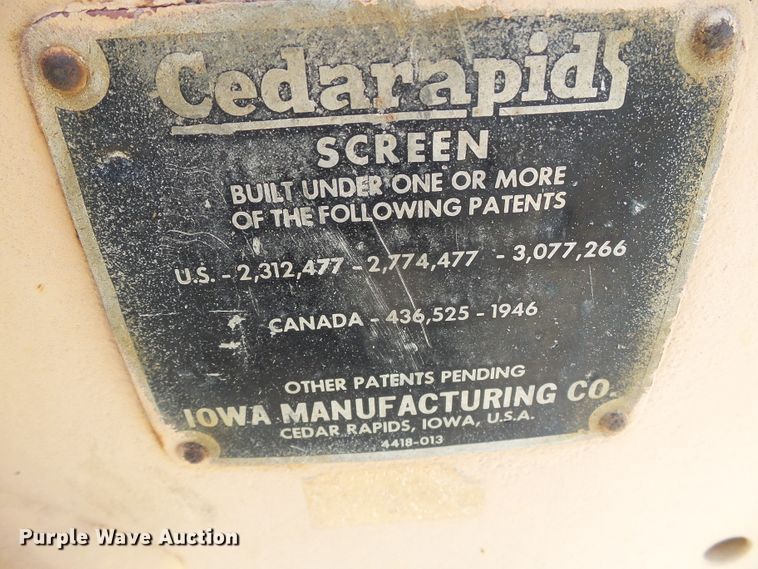 Cedarapids
SCREEN
BUILT UNDER ONE OR MORE
OF THE FOLLOWING PATENTS
U.S. - 2,312,477 - 2,774,477 - 3,077,266
CANADA - 436,525 - 1946
OTHER PATENTS PENDING
IOWA MANUFACTURING CO.
CEDAR RAPIDS, IOWA, U.S.A.
4418-013
Purple Wave Auction